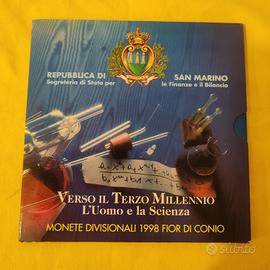 REPUBBLICA DI SAN MARINO
Segreteria di Stato per le Finanze e il Bilancio
VERSO IL TERZO MILLENNIO
L'Uomo e la Scienza
MONETE DIVISIONALI 1998 FIOR DI CONIO
subito